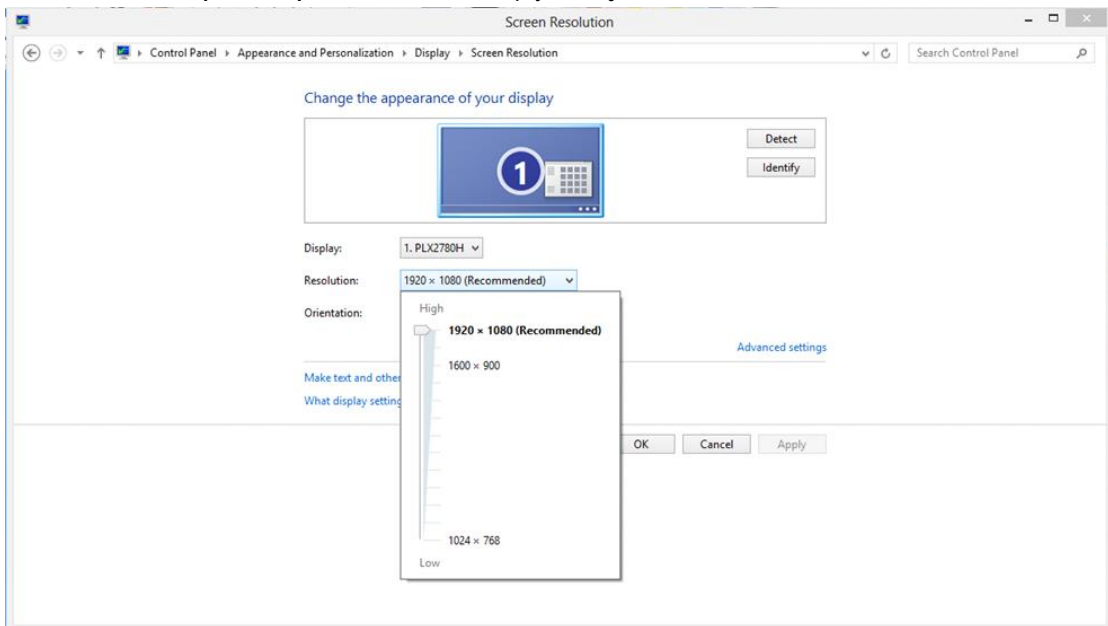 Screen Resolution
Control Panel Appearance and Personalization Display Screen Resolution
Search Control Panel
Change the appearance of your display
1
Detect
Identify
Display: 1. PLX2780H
Resolution: 1920 × 1080 (Recommended)
Orientation:
High
1920 × 1080 (Recommended)
1600 × 900
1024 × 768
Low
Advanced settings
Make text and other
What display setting
OK Cancel Apply